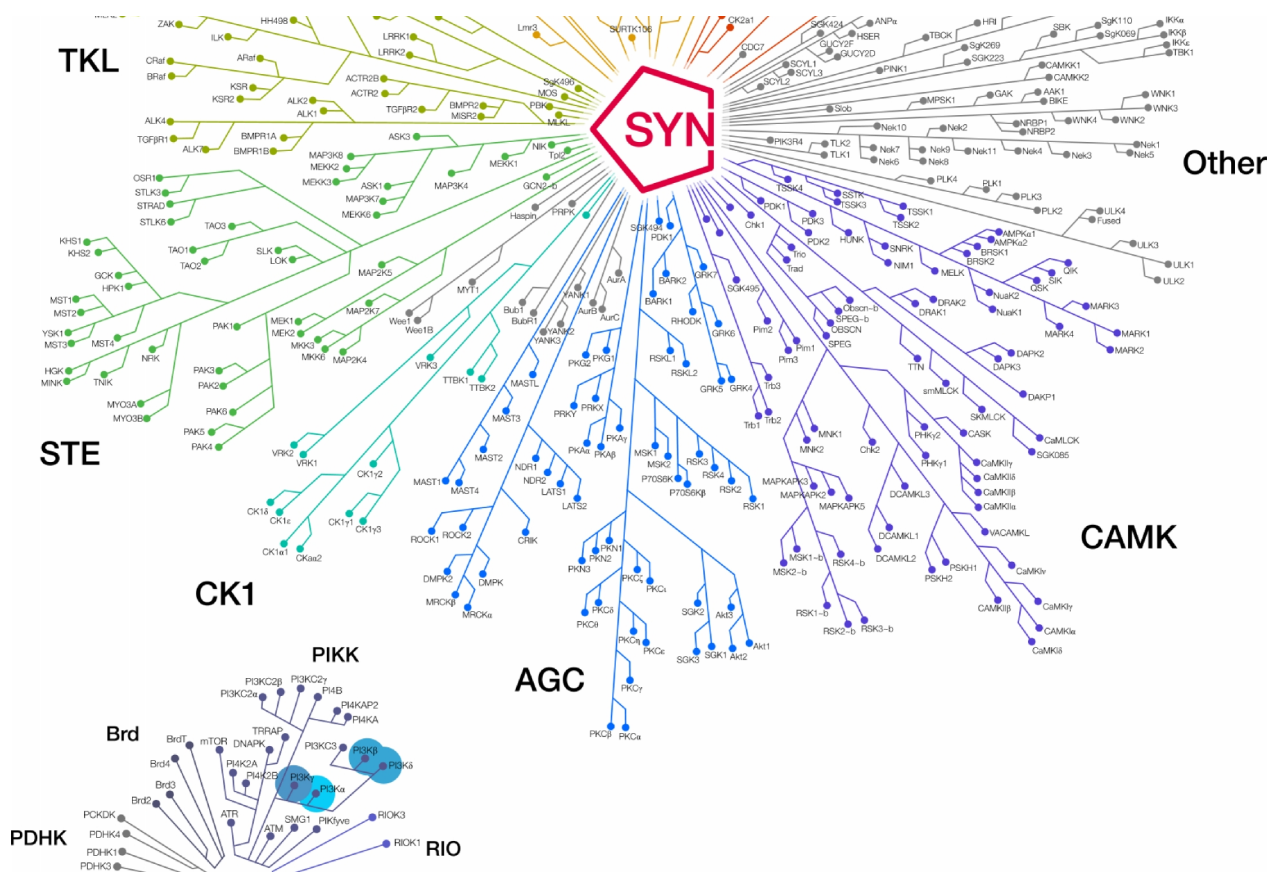 ZAK
HH498
ILK
LRRK1
LRRK2
Lmr3
SURTK106
CK2a1
CDC7
SGK424
ANPα
HSER
GUCY2F
GUCY2D
SCYL1
SCYL3
SCYL2
HRI
TBCK
SgK269
SGK223
PINK1
SBK
SgK110
SgK069
IKKα
IKKβ
IKKε
TBK1
TKL
CRaf
BRaf
ARaf
KSR
KSR2
ACTR2B
ACTR2
TGFβR2
BMPR2
MISR2
SgK496
MOS
PBK
MLKL
ALK2
ALK1
ALK4
TGFβR1
ALK7
BMPR1A
BMPR1B
SYN
CAMKK1
CAMKK2
Slob
MPSK1
GAK
AAK1
BIKE
WNK1
WNK3
WNK4
WNK2
NRBP1
NRBP2
Other
PIK3R4
TLK2
TLK1
Nek10
Nek2
Nek7
Nek6
Nek9
Nek8
Nek11
Nek4
Nek3
Nek1
Nek5
PLK4
PLK1
PLK3
PLK2
ULK4
Fused
ULK3
ULK1
ULK2
ASK3
NIK
Tpl2
MAP3K8
MEKK2
MEKK3
MEKK1
MAP3K4
ASK1
MAP3K7
MEKK6
GCN2-b
OSR1
STLK3
STRAD
STLK6
TAO3
TAO1
TAO2
SLK
LOK
KHS1
KHS2
GCK
HPK1
MST1
MST2
YSK1
MST3
MST4
HGK
MINK
NRK
TNIK
MYO3A
MYO3B
STE
PAK1
PAK3
PAK2
PAK6
PAK5
PAK4
MAP2K5
MAP2K7
MEK1
MEK2
MKK3
MKK6
MAP2K4
Haspin
PRPK
MYT1
Wee1
Wee1B
Bub1
BubR1
AurA
AurB
AurC
YANK1
YANK2
YANK3
VRK3
TTBK1
TTBK2
VRK2
VRK1
CK1γ2
CK1δ
CK1ε
CK1γ1
CK1γ3
CK1α1
CKaα2
CK1
SGK494
PDK1
BARK2
BARK1
GRK7
RHODK
GRK6
GRK5
GRK4
RSKL1
RSKL2
PKG2
PKG1
MASTL
MAST3
MAST2
MAST1
MAST4
PRKY
PRKX
PKAγ
PKAα
PKAβ
NDR1
NDR2
LATS1
LATS2
ROCK1
ROCK2
CRIK
DMPK2
DMPK
MRCKβ
MRCKα
MSK1
MSK2
P70S6K
P70S6Kβ
RSK3
RSK4
RSK2
RSK1
PKN1
PKN2
PKN3
PKCζ
PKCι
PKCδ
PKCθ
PKCη
PKCε
PKCγ
PKCβ
PKCα
SGK2
SGK3
SGK1
Akt3
Akt2
Akt1
AGC
Chk1
PDK1
PDK3
PDK2
TSSK4
SSTK
TSSK3
TSSK1
TSSK2
HUNK
SNRK
NIM1
MELK
AMPKα1
AMPKα2
BRSK1
BRSK2
NuaK2
NuaK1
QIK
SIK
QSK
MARK3
MARK4
MARK1
MARK2
Trio
Trad
SGK495
Pim2
Pim1
Pim3
Trb3
Trb1
Trb2
Obscn-b
SPEG-b
OBSCN
SPEG
DRAK2
DRAK1
TTN
smMLCK
SKMLCK
DAPK2
DAPK3
DAKP1
CaMLCK
SGK085
MNK1
MNK2
Chk2
PHKγ2
PHKγ1
CASK
CaMKIIγ
CaMKIIδ
CaMKIIβ
CaMKIIα
MAPKAPK3
MAPKAPK2
MAPKAPK5
DCAMKL3
DCAMKL1
DCAMKL2
VACAMKL
MSK1-b
MSK2-b
RSK4-b
RSK1-b
RSK2-b
RSK3-b
PSKH1
PSKH2
CaMKIv
CAMKIIβ
CaMKIγ
CAMKIα
CaMKIδ
CAMK
PIKK
PI3KC2α
PI3KC2β
PI3KC2γ
PI4B
PI4KAP2
PI4KA
Brd
BrdT
Brd4
Brd3
Brd2
mTOR
DNAPK
TRRAP
PI3KC3
PI3Kβ
PI3Kδ
PI4K2A
PI4K2B
PI3Kγ
PI3Kα
ATR
ATM
SMG1
PIKfyve
RIOK3
RIOK1
RIO
PDHK
PCKDK
PDHK4
PDHK1
PDHK3